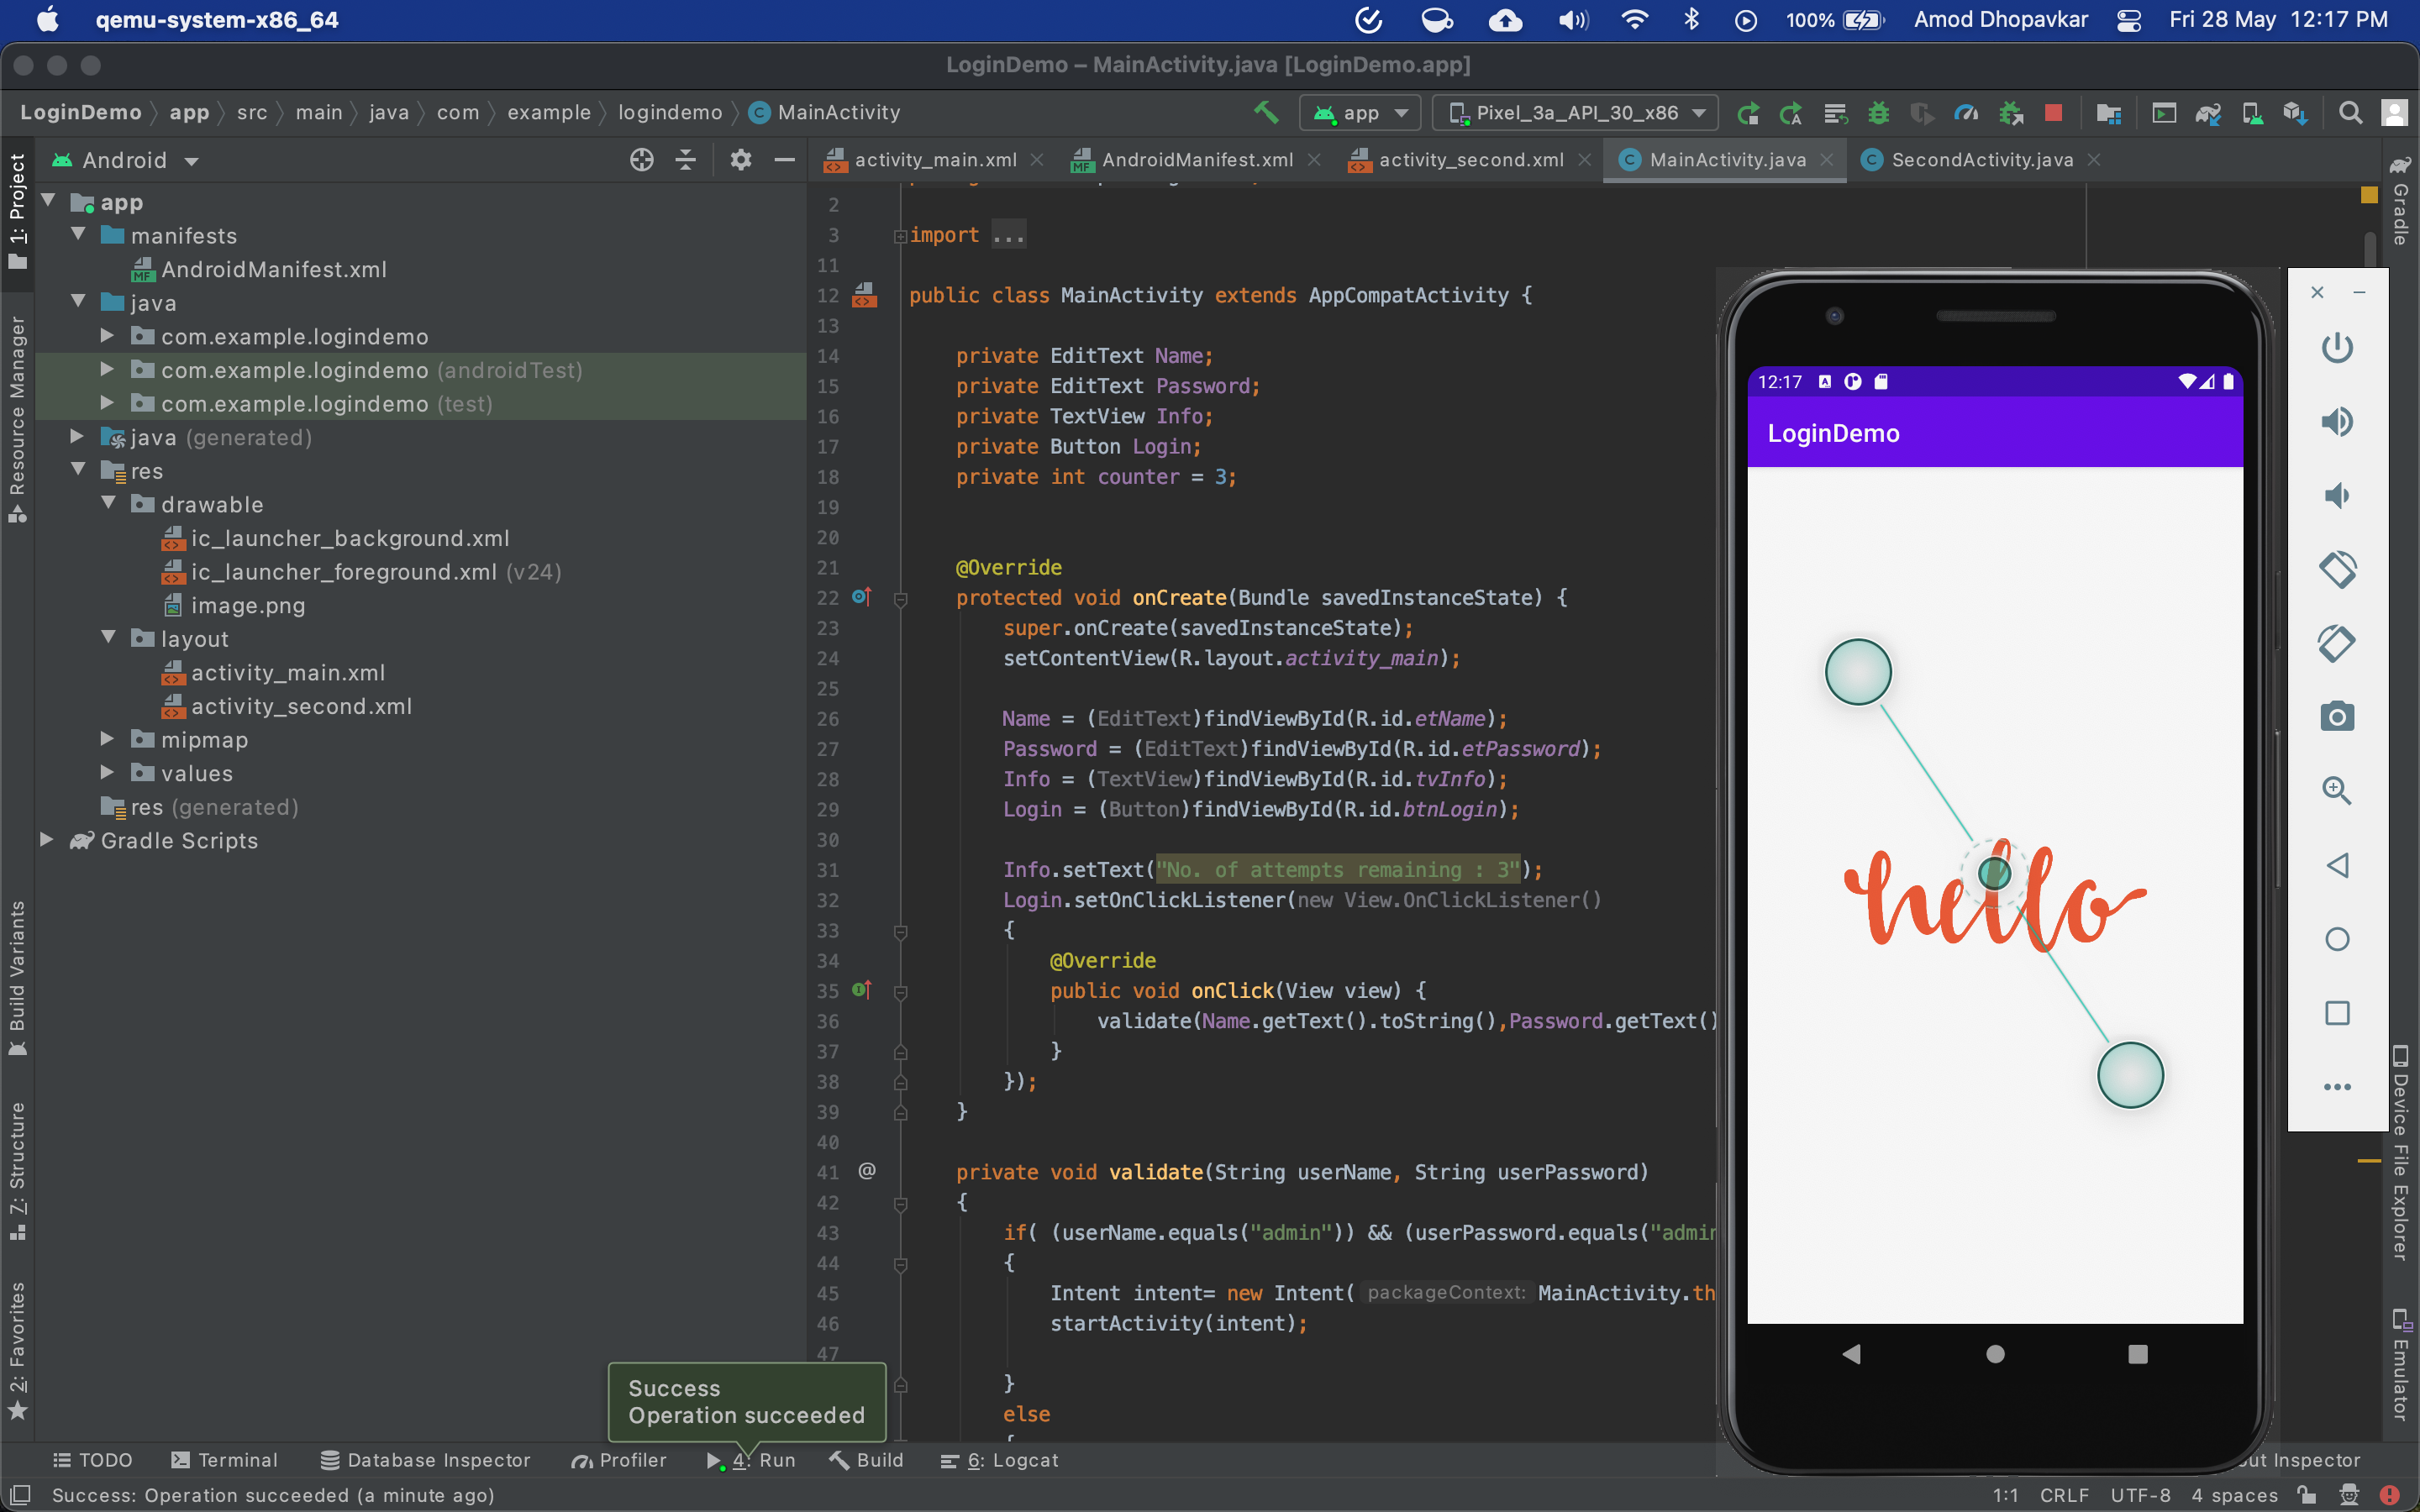 qemu-system-x86_64
100%
Amod Dhopavkar
Fri 28 May 12:17 PM
LoginDemo – MainActivity.java [LoginDemo.app]
LoginDemo
app
src
main
java
com
example
logindemo
MainActivity
app
Pixel_3a_API_30_x86
Android
activity_main.xml
AndroidManifest.xml
activity_second.xml
MainActivity.java
SecondActivity.java
1: Project
Resource Manager
Build Variants
7: Structure
2: Favorites
app
manifests
AndroidManifest.xml
java
com.example.logindemo
com.example.logindemo (androidTest)
com.example.logindemo (test)
java (generated)
res
drawable
ic_launcher_background.xml
ic_launcher_foreground.xml (v24)
image.png
layout
activity_main.xml
activity_second.xml
mipmap
values
res (generated)
Gradle Scripts
2
3 import ...
11
12 public class MainActivity extends AppCompatActivity {
13
14 private EditText Name;
15 private EditText Password;
16 private TextView Info;
17 private Button Login;
18 private int counter = 3;
19
20
21 @Override
22 protected void onCreate(Bundle savedInstanceState) {
23 super.onCreate(savedInstanceState);
24 setContentView(R.layout.activity_main);
25
26 Name = (EditText)findViewById(R.id.etName);
27 Password = (EditText)findViewById(R.id.etPassword);
28 Info = (TextView)findViewById(R.id.tvInfo);
29 Login = (Button)findViewById(R.id.btnLogin);
30
31 Info.setText("No. of attempts remaining : 3");
32 Login.setOnClickListener(new View.OnClickListener()
33 {
34 @Override
35 public void onClick(View view) {
36 validate(Name.getText().toString(),Password.getText()
37 }
38 });
39 }
40
41 @ private void validate(String userName, String userPassword)
42 {
43 if( (userName.equals("admin")) && (userPassword.equals("admin
44 {
45 Intent intent= new Intent( packageContext: MainActivity.th
46 startActivity(intent);
47
}
else
{
12:17
LoginDemo
hello
Gradle
Device File Explorer
Emulator
Success
Operation succeeded
TODO
Terminal
Database Inspector
Profiler
4: Run
Build
6: Logcat
out Inspector
Success: Operation succeeded (a minute ago)
1:1
CRLF
UTF-8
4 spaces